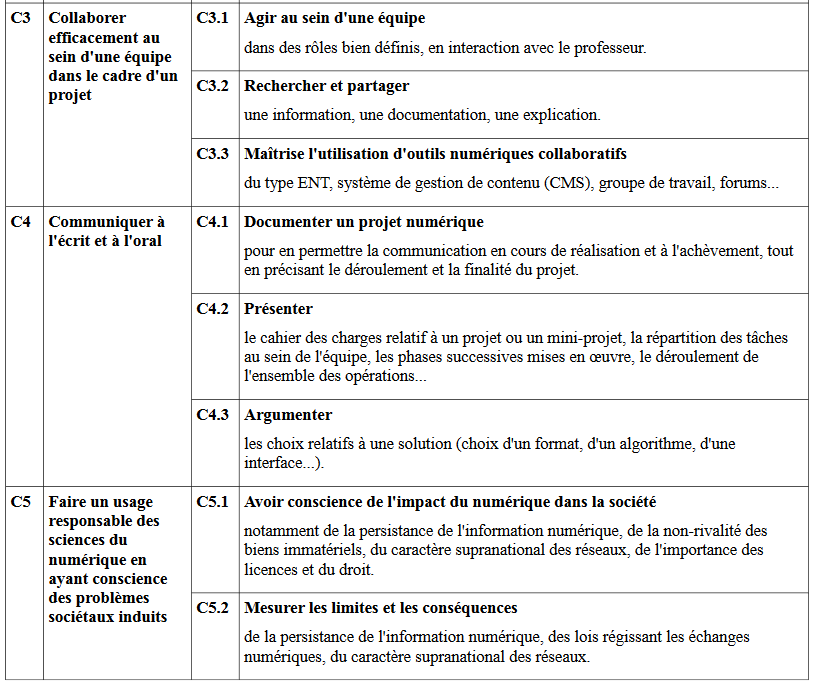 C3 Collaborer efficacement au sein d'une équipe dans le cadre d'un projet
C3.1 Agir au sein d'une équipe
dans des rôles bien définis, en interaction avec le professeur.
C3.2 Rechercher et partager
une information, une documentation, une explication.
C3.3 Maîtrise l'utilisation d'outils numériques collaboratifs
du type ENT, système de gestion de contenu (CMS), groupe de travail, forums...
C4 Communiquer à l'écrit et à l'oral
C4.1 Documenter un projet numérique
pour en permettre la communication en cours de réalisation et à l'achèvement, tout
en précisant le déroulement et la finalité du projet.
C4.2 Présenter
le cahier des charges relatif à un projet ou un mini-projet, la répartition des tâches
au sein de l'équipe, les phases successives mises en œuvre, le déroulement de
l'ensemble des opérations...
C4.3 Argumenter
les choix relatifs à une solution (choix d'un format, d'un algorithme, d'une
interface...).
C5 Faire un usage responsable des sciences du numérique en ayant conscience des problèmes sociétaux induits
C5.1 Avoir conscience de l'impact du numérique dans la société
notamment de la persistance de l'information numérique, de la non-rivalité des
biens immatériels, du caractère supranational des réseaux, de l'importance des
licences et du droit.
C5.2 Mesurer les limites et les conséquences
de la persistance de l'information numérique, des lois régissant les échanges
numériques, du caractère supranational des réseaux.